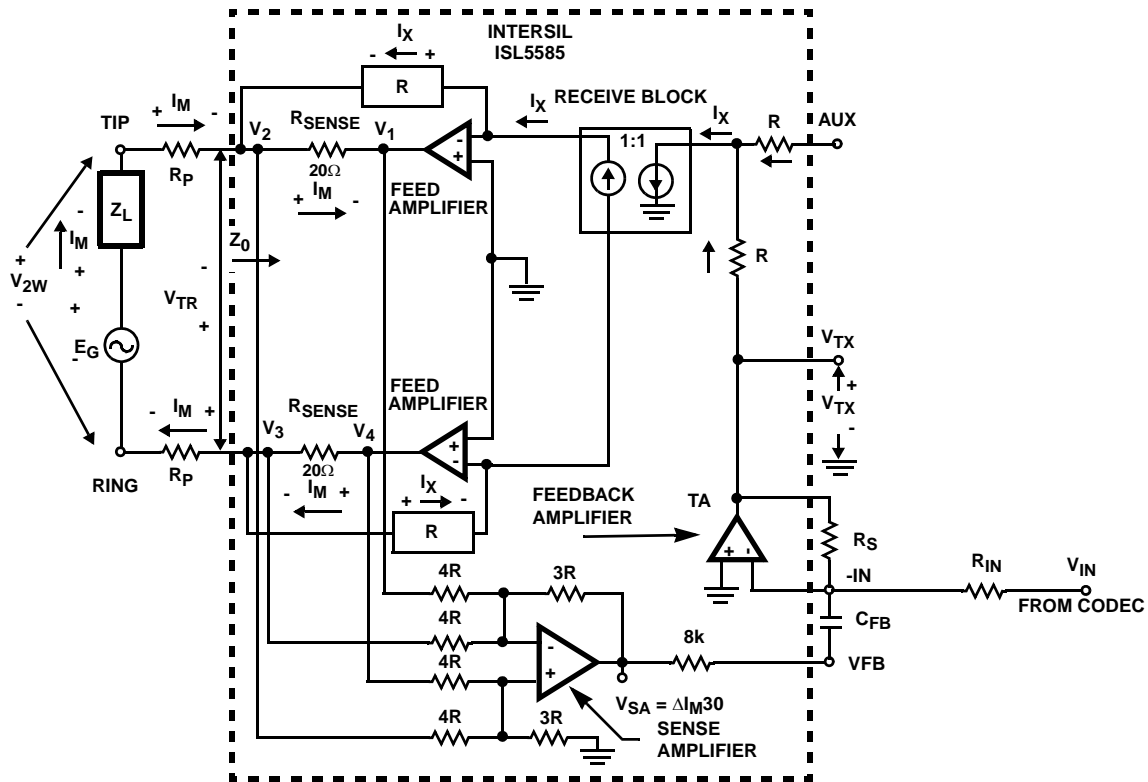 INTERSIL
ISL5585
IX
- +
R
RECEIVE BLOCK
IX
1:1
IX
R
AUX
+ IM -
TIP
RP
V2
RSENSE
20Ω
V1
+ IM -
FEED
AMPLIFIER
-
+
ZL
-
IM
+
Z0
+
V2W
-
-
VTR
+
+
+
EG
-
R
VTX
+
VTX
-
- IM +
RING
RP
V3
RSENSE
20Ω
V4
- IM +
FEED
AMPLIFIER
+
-
+ IX -
R
FEEDBACK
AMPLIFIER
TA
+ -
RS
-IN
RIN
VIN
FROM CODEC
CFB
VFB
4R
3R
4R
4R
4R
3R
-
+
8k
VSA = ΔIM30
SENSE
AMPLIFIER